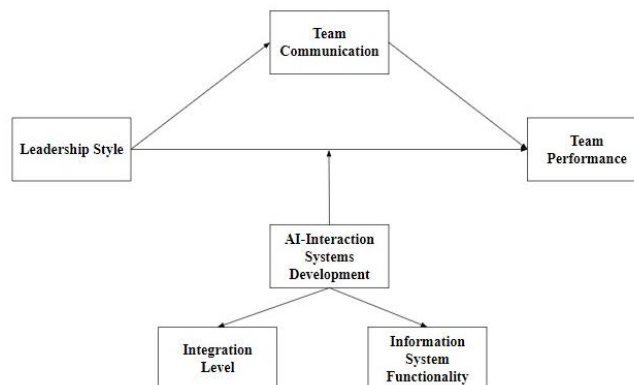 Team
Communication
Leadership Style
Team
Performance
AI-Interaction
Systems
Development
Integration
Level
Information
System
Functionality